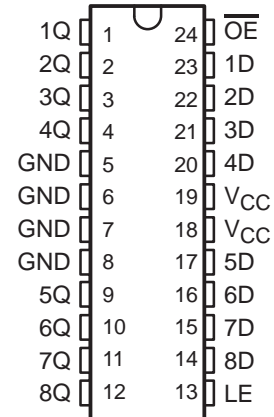 1Q 1 24 OE
2Q 2 23 1D
3Q 3 22 2D
4Q 4 21 3D
GND 5 20 4D
GND 6 19 VCC
GND 7 18 VCC
GND 8 17 5D
5Q 9 16 6D
6Q 10 15 7D
7Q 11 14 8D
8Q 12 13 LE